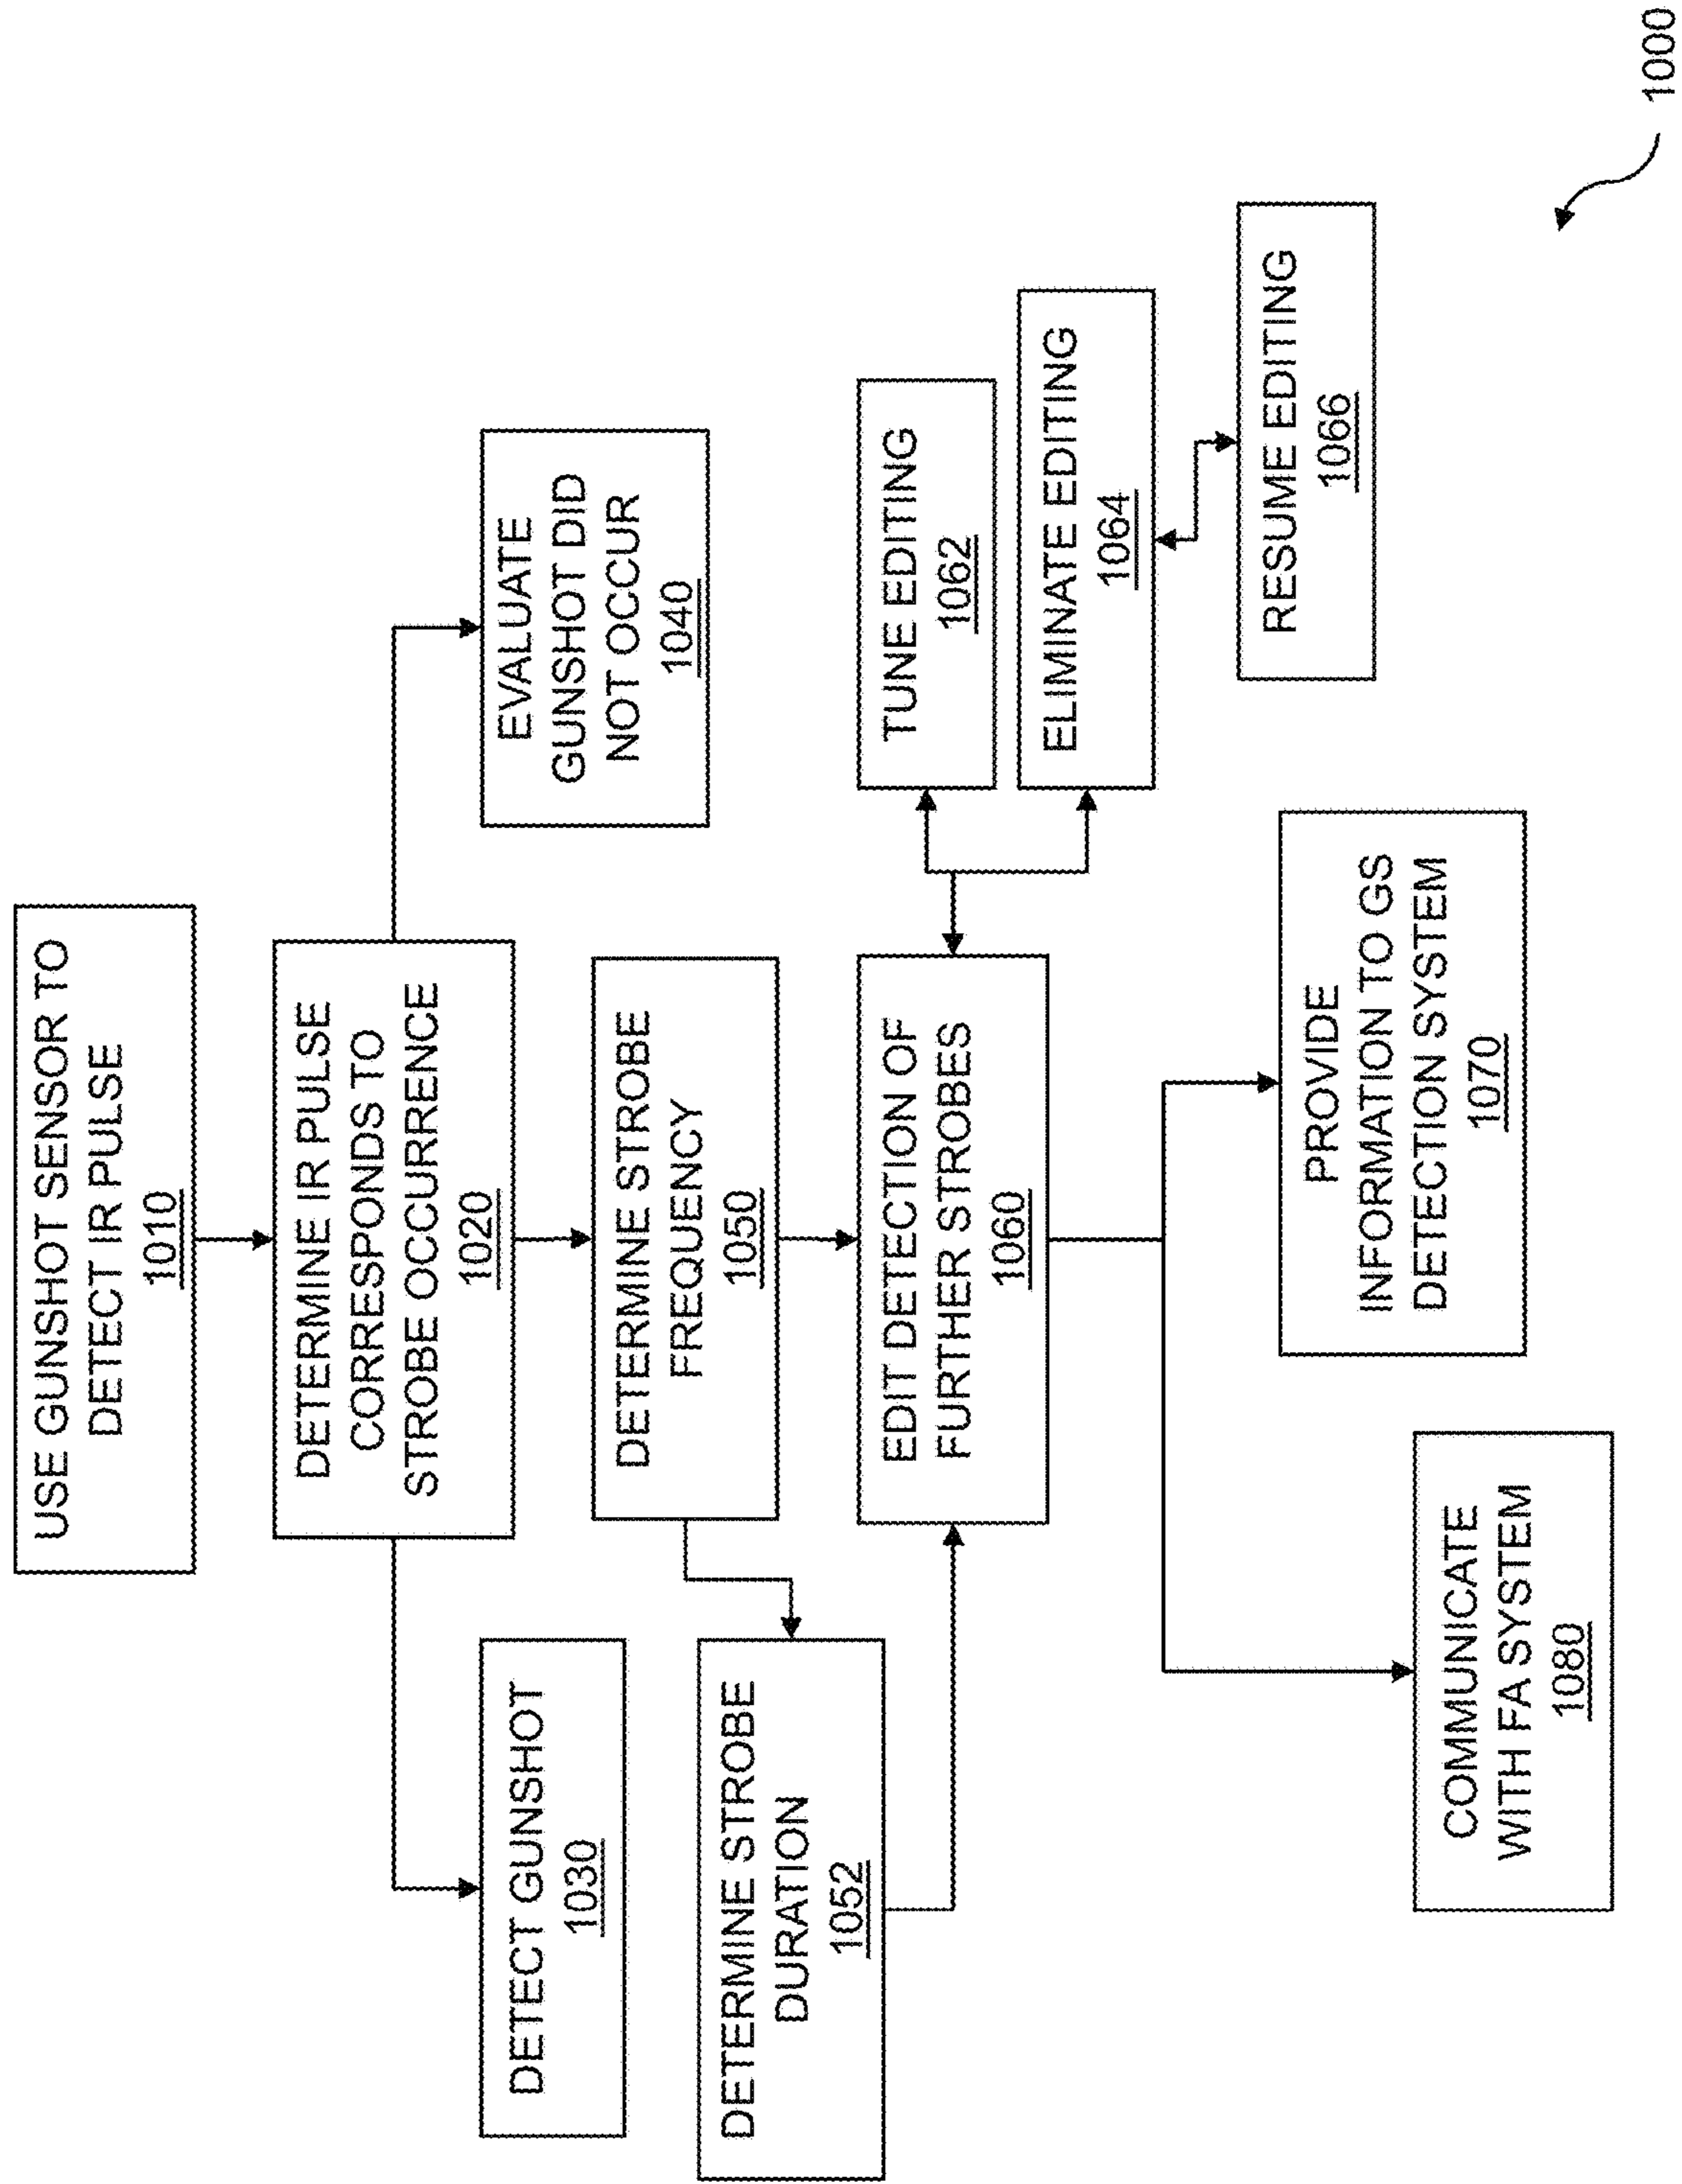 USE GUNSHOT SENSOR TO
DETECT IR PULSE
1010
DETERMINE IR PULSE
CORRESPONDS TO
STROBE OCCURRENCE
1020
DETECT GUNSHOT
1030
EVALUATE
GUNSHOT DID
NOT OCCUR
1040
DETERMINE STROBE
FREQUENCY
1050
DETERMINE STROBE
DURATION
1052
EDIT DETECTION OF
FURTHER STROBES
1060
TUNE EDITING
1062
ELIMINATE EDITING
1064
RESUME EDITING
1066
PROVIDE
INFORMATION TO GS
DETECTION SYSTEM
1070
COMMUNICATE
WITH FA SYSTEM
1080
1000